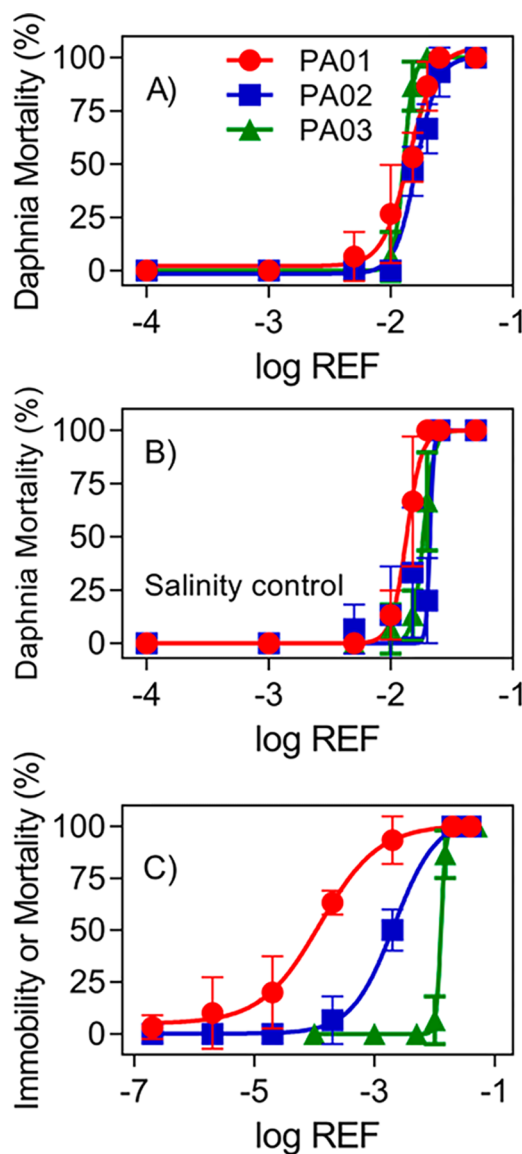 Daphnia Mortality (%)
100
75
50
25
0
A)
PA01
PA02
PA03
-4
-3
-2
-1
log REF
Daphnia Mortality (%)
100
75
50
25
0
B)
Salinity control
-4
-3
-2
-1
log REF
Immobility or Mortality (%)
100
75
50
25
0
C)
-7
-5
-3
-1
log REF